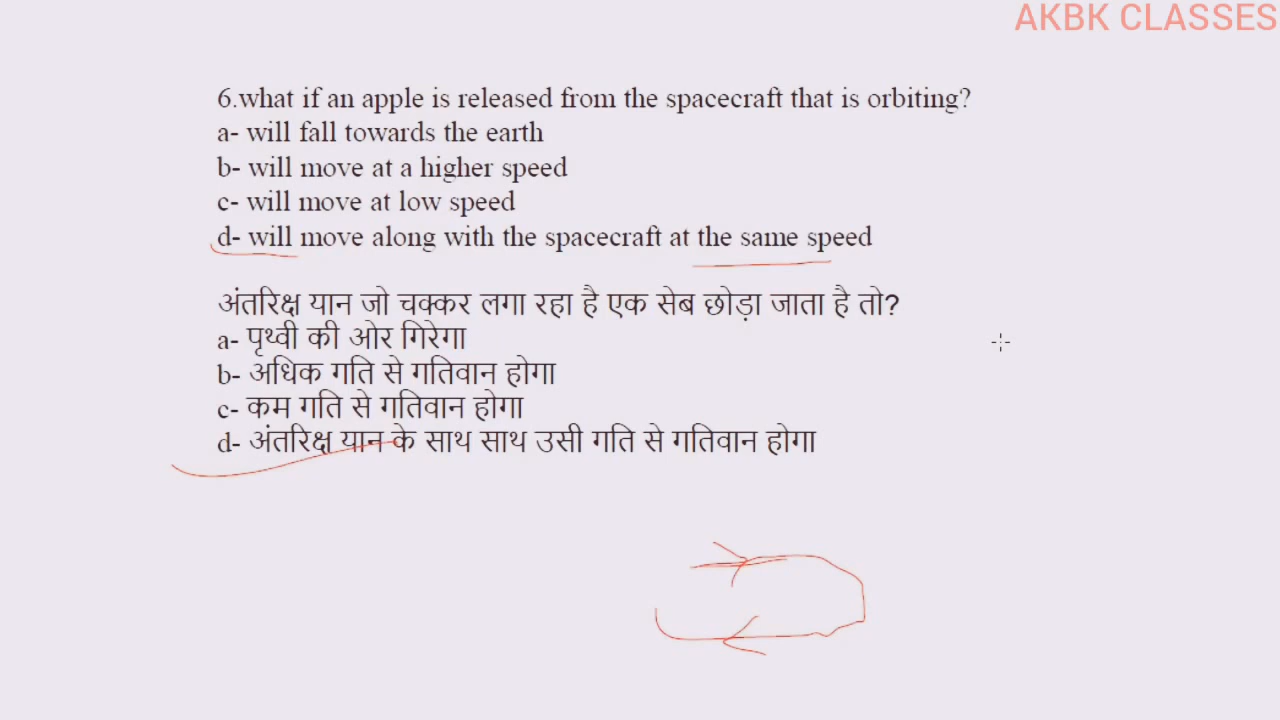 AKBK CLASSES
6.what if an apple is released from the spacecraft that is orbiting?
a- will fall towards the earth
b- will move at a higher speed
c- will move at low speed
d- will move along with the spacecraft at the same speed
अंतरिक्ष यान जो चक्कर लगा रहा है एक सेब छोड़ा जाता है तो?
a- पृथ्वी की ओर गिरेगा
b- अधिक गति से गतिवान होगा
c- कम गति से गतिवान होगा
d- अंतरिक्ष यान के साथ साथ उसी गति से गतिवान होगा